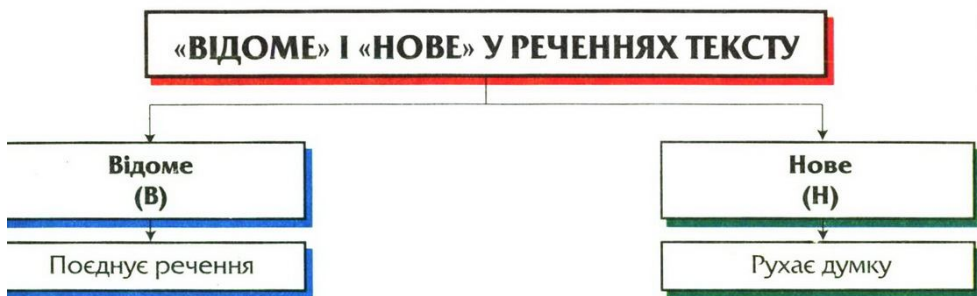 «ВІДОМЕ» І «НОВЕ» У РЕЧЕННЯХ ТЕКСТУ
Відоме
(В)
Нове
(Н)
Поєднує речення
Рухає думку